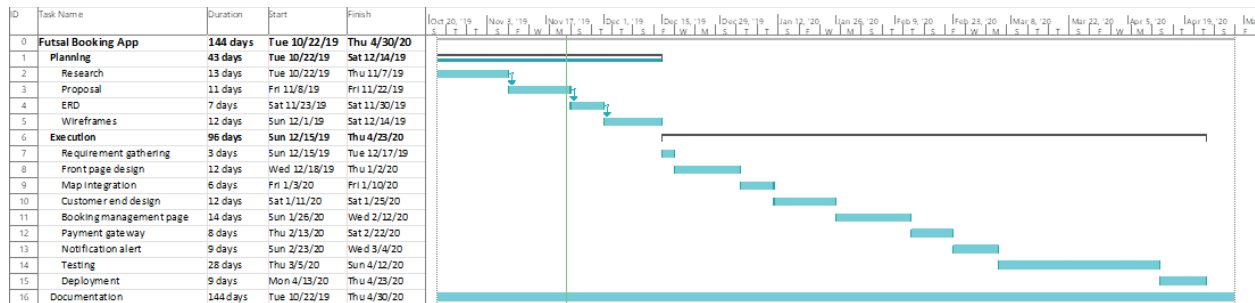 ID Task Name Duration Start Finish Oct 20, '19 Nov 3, '19 Nov 17, '19 Dec 1, '19 Dec 15, '19 Dec 29, '19 Jan 12, '20 Jan 26, '20 Feb 9, '20 Feb 23, '20 Mar 8, '20 Mar 22, '20 Apr 5, '20 Apr 19, '20
S T T S F M W S T T S F M W S T T S F M W S T T S F M W S T T S
0 Futsal Booking App 144 days Tue 10/22/19 Thu 4/30/20
1 Planning 43 days Tue 10/22/19 Sat 12/14/19
2 Research 13 days Tue 10/22/19 Thu 11/7/19
3 Proposal 11 days Fri 11/8/19 Fri 11/22/19
4 ERD 7 days Sat 11/23/19 Sat 11/30/19
5 Wireframes 12 days Sun 12/1/19 Sat 12/14/19
6 Execution 96 days Sun 12/15/19 Thu 4/23/20
7 Requirement gathering 3 days Sun 12/15/19 Tue 12/17/19
8 Front page design 12 days Wed 12/18/19 Thu 1/2/20
9 Map integration 6 days Fri 1/3/20 Fri 1/10/20
10 Customer end design 12 days Sat 1/11/20 Sat 1/25/20
11 Booking management page 14 days Sun 1/26/20 Wed 2/12/20
12 Payment gateway 8 days Thu 2/13/20 Sat 2/22/20
13 Notification alert 9 days Sun 2/23/20 Wed 3/4/20
14 Testing 28 days Thu 3/5/20 Sun 4/12/20
15 Deployment 9 days Mon 4/13/20 Thu 4/23/20
16 Documentation 144 days Tue 10/22/19 Thu 4/30/20